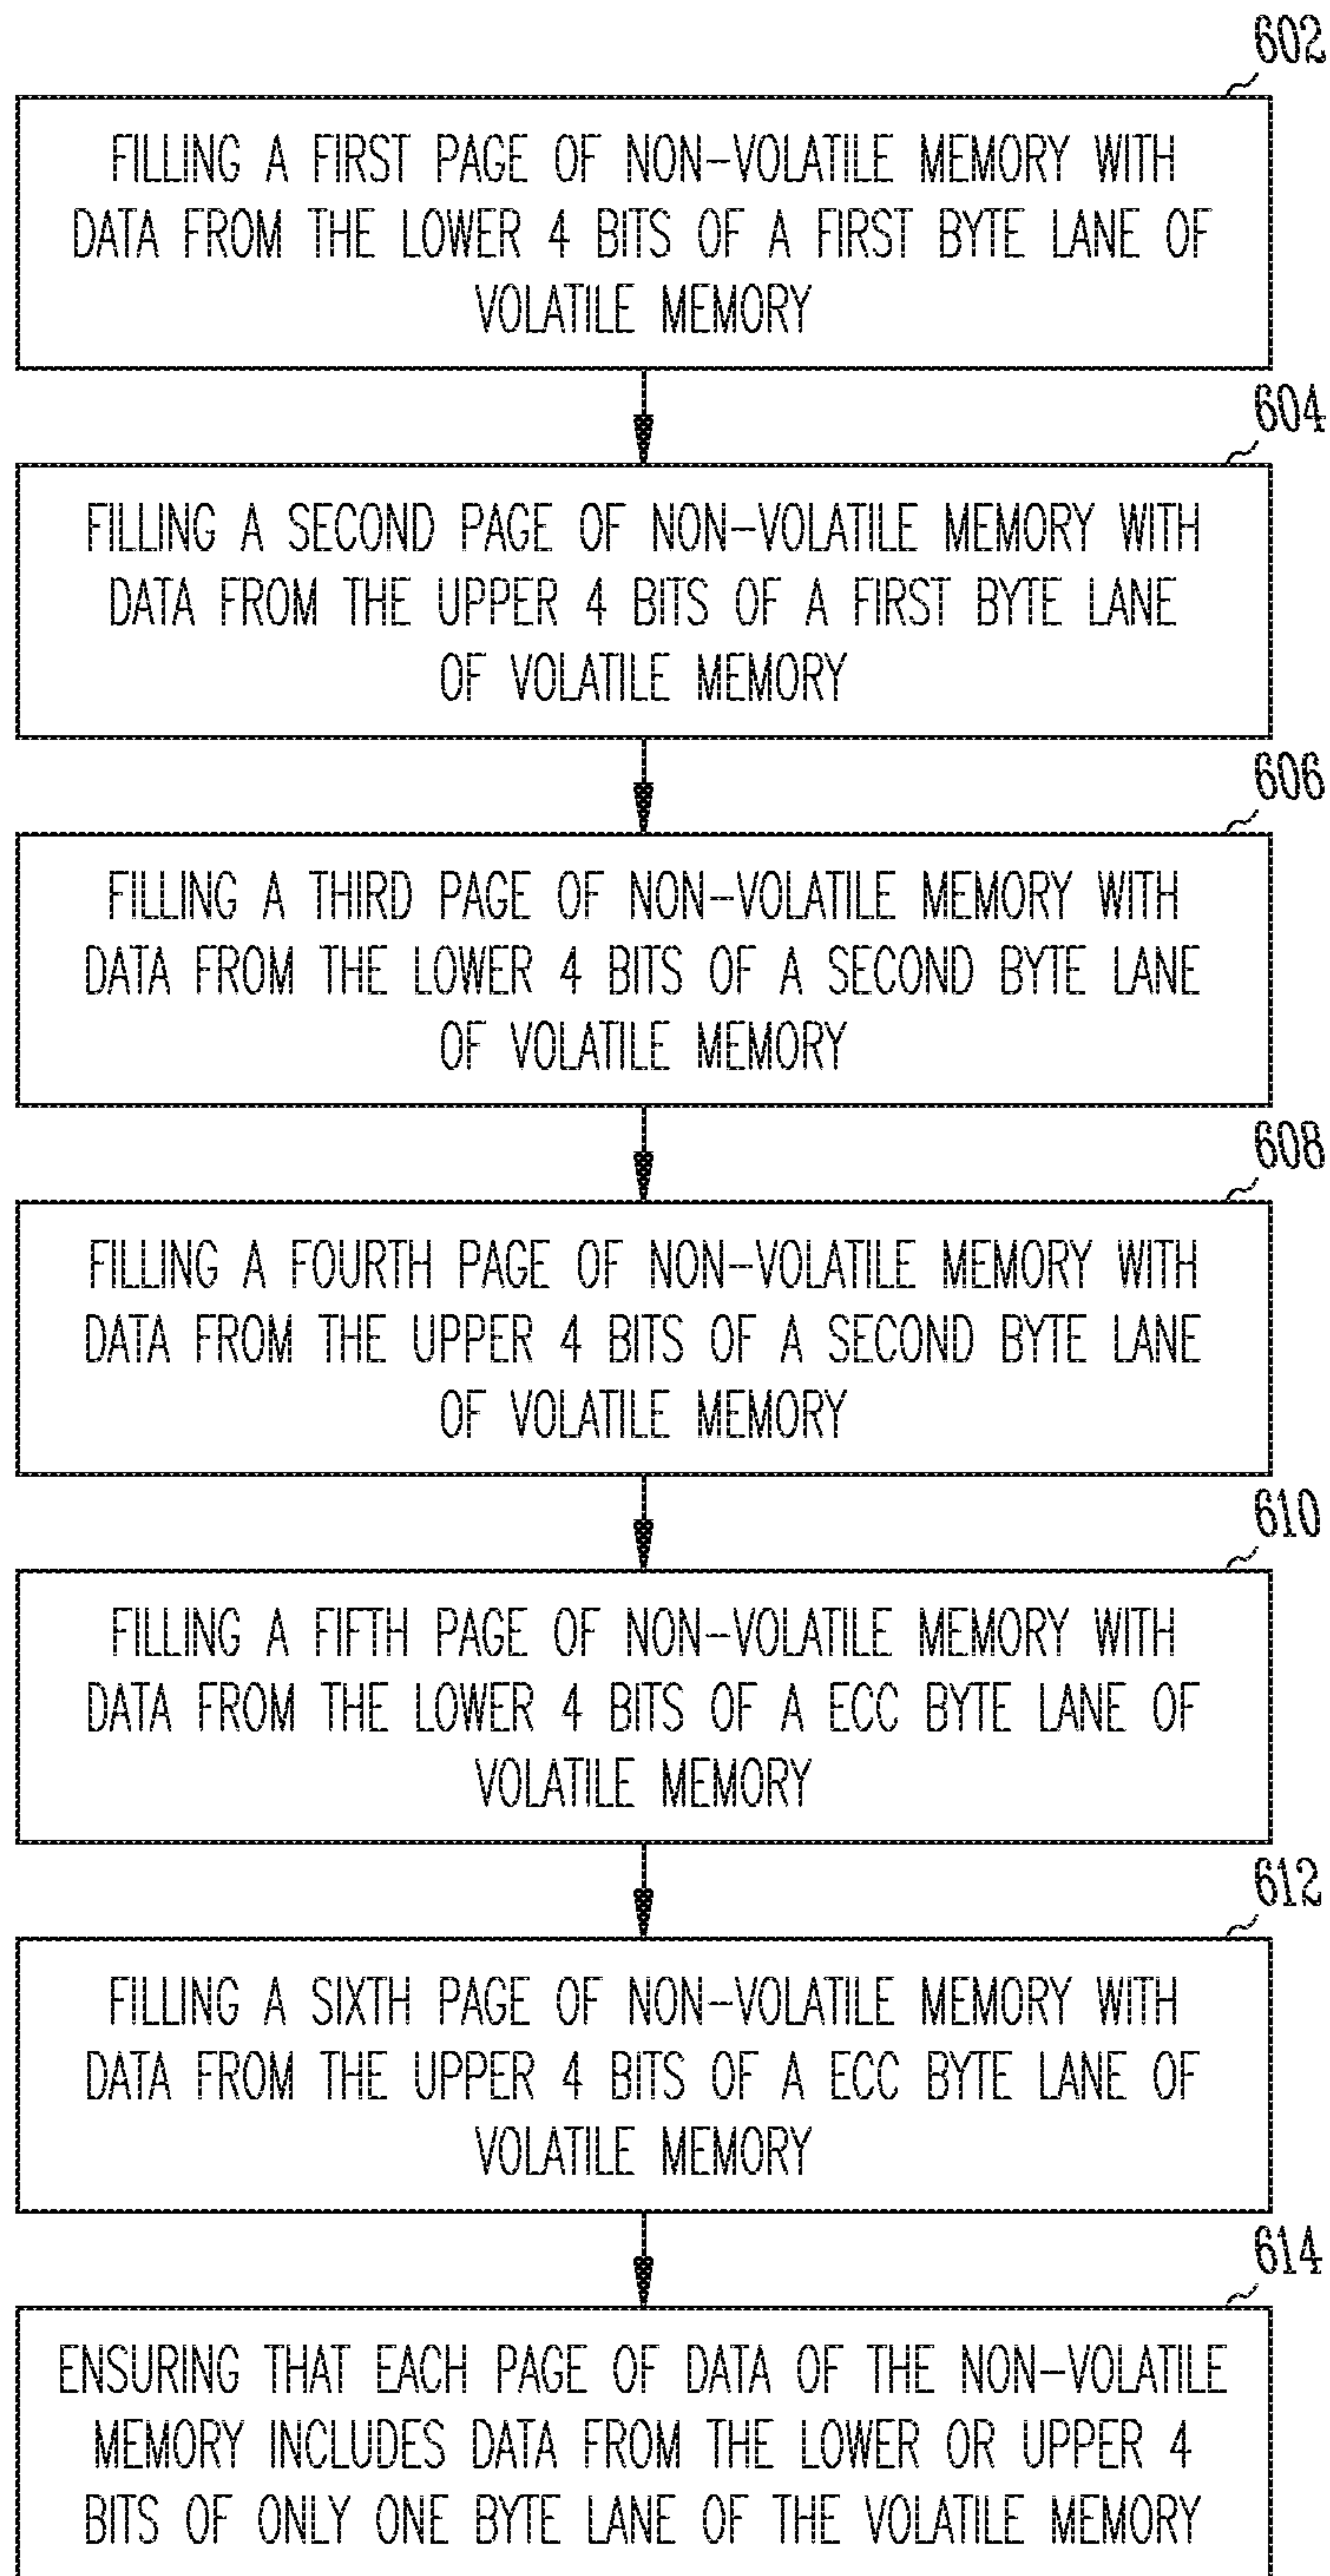 602
FILLING A FIRST PAGE OF NON-VOLATILE MEMORY WITH
DATA FROM THE LOWER 4 BITS OF A FIRST BYTE LANE OF
VOLATILE MEMORY
604
FILLING A SECOND PAGE OF NON-VOLATILE MEMORY WITH
DATA FROM THE UPPER 4 BITS OF A FIRST BYTE LANE
OF VOLATILE MEMORY
606
FILLING A THIRD PAGE OF NON-VOLATILE MEMORY WITH
DATA FROM THE LOWER 4 BITS OF A SECOND BYTE LANE
OF VOLATILE MEMORY
608
FILLING A FOURTH PAGE OF NON-VOLATILE MEMORY WITH
DATA FROM THE UPPER 4 BITS OF A SECOND BYTE LANE
OF VOLATILE MEMORY
610
FILLING A FIFTH PAGE OF NON-VOLATILE MEMORY WITH
DATA FROM THE LOWER 4 BITS OF A ECC BYTE LANE OF
VOLATILE MEMORY
612
FILLING A SIXTH PAGE OF NON-VOLATILE MEMORY WITH
DATA FROM THE UPPER 4 BITS OF A ECC BYTE LANE OF
VOLATILE MEMORY
614
ENSURING THAT EACH PAGE OF DATA OF THE NON-VOLATILE
MEMORY INCLUDES DATA FROM THE LOWER OR UPPER 4
BITS OF ONLY ONE BYTE LANE OF THE VOLATILE MEMORY